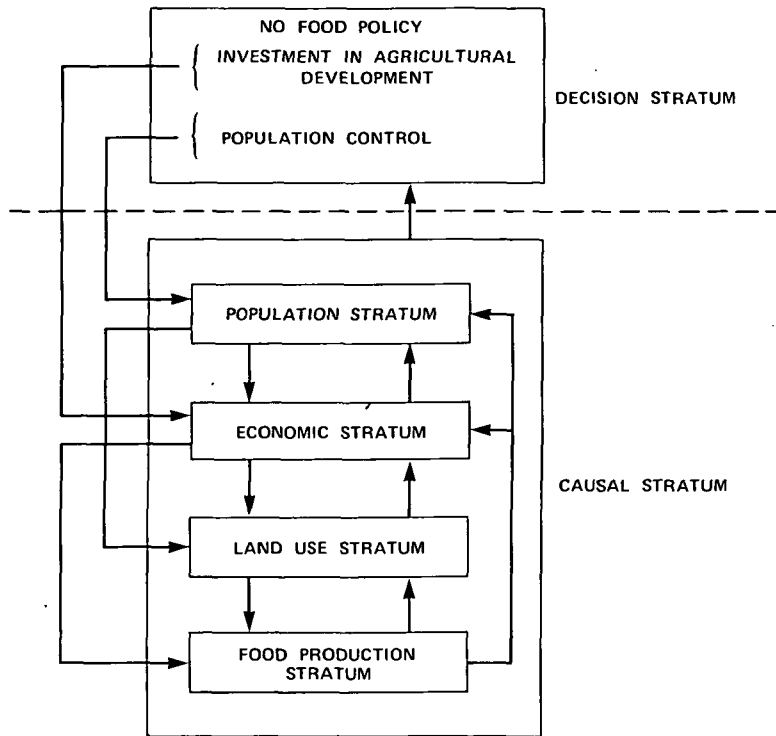 NO FOOD POLICY
INVESTMENT IN AGRICULTURAL
DEVELOPMENT
DECISION STRATUM
POPULATION CONTROL
POPULATION STRATUM
ECONOMIC STRATUM
CAUSAL STRATUM
LAND USE STRATUM
FOOD PRODUCTION
STRATUM